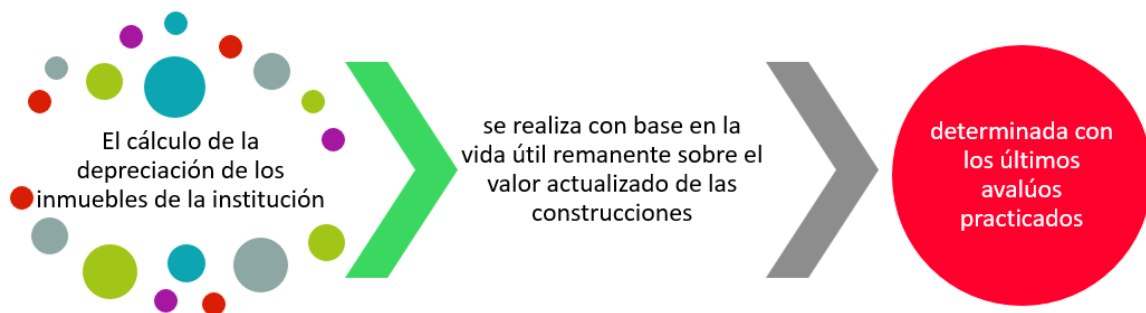 El cálculo de la
depreciación de los
inmuebles de la institución
se realiza con base en la
vida útil remanente sobre el
valor actualizado de las
construcciones
determinada con
los últimos
avalúos
practicados